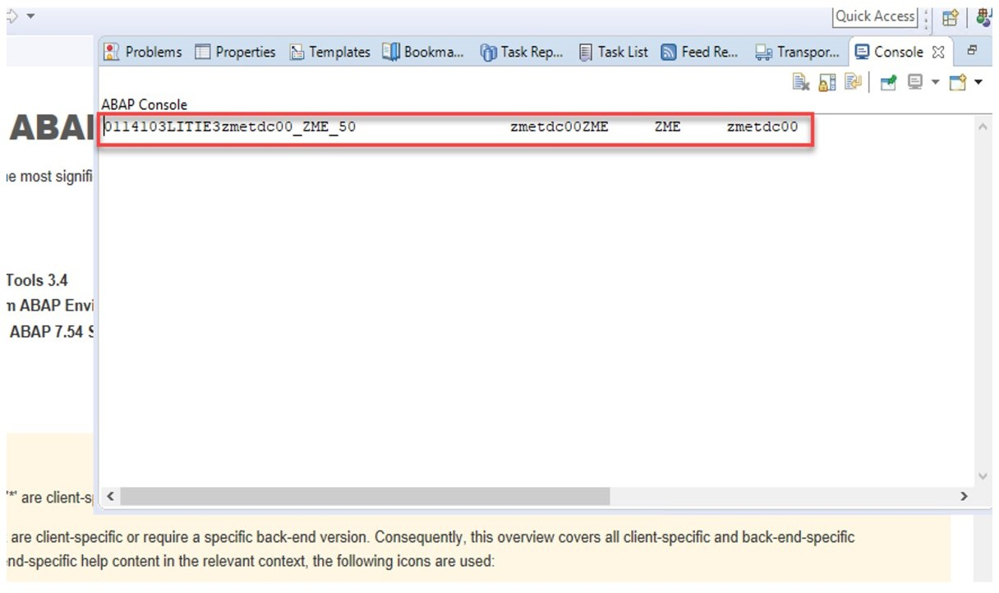 Quick Access
Problems Properties Templates Bookma... Task Rep... Task List Feed Re... Transpor... Console
ABAP Console
0114103LITIE3zmetdc00_ZME_50 zmetdc00ZME ZME zmetdc00
ABA
e most signifi
Tools 3.4
ABAP Envi
ABAP 7.54 S
'*' are client-s
are client-specific or require a specific back-end version. Consequently, this overview covers all client-specific and back-end-specific
nd-specific help content in the relevant context, the following icons are used: